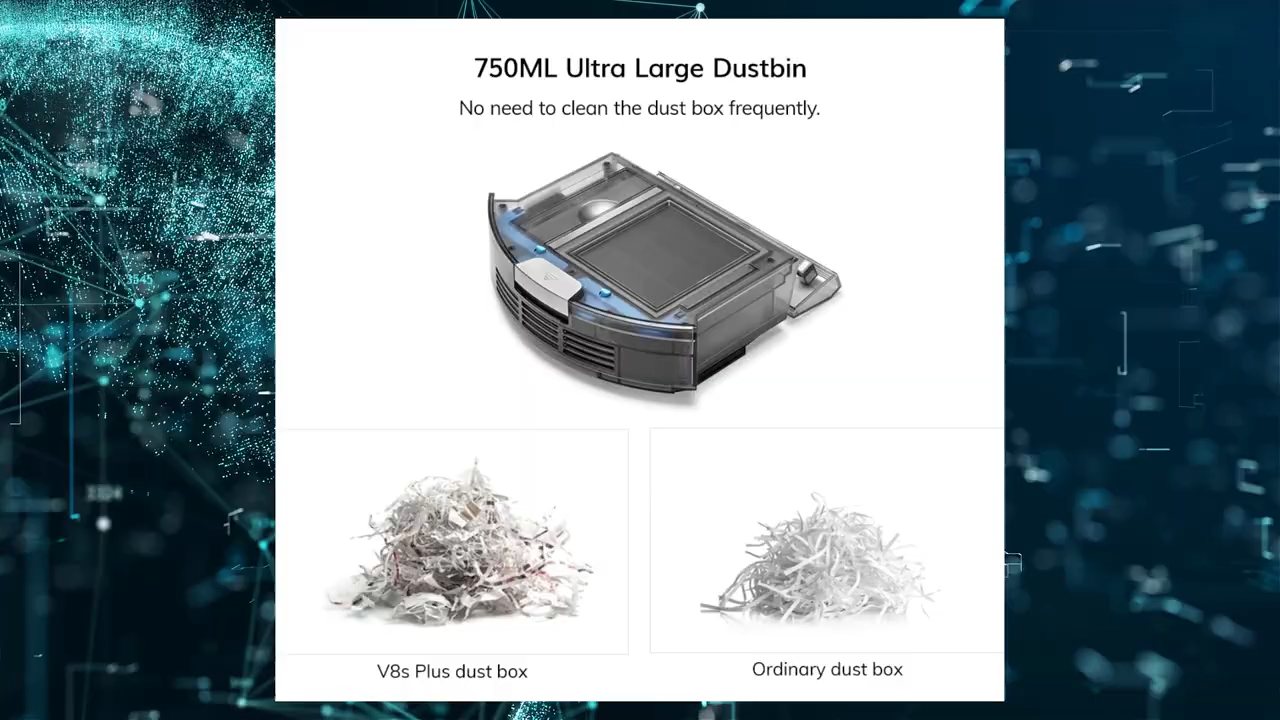 750ML Ultra Large Dustbin
No need to clean the dust box frequently.
V8s Plus dust box
Ordinary dust box